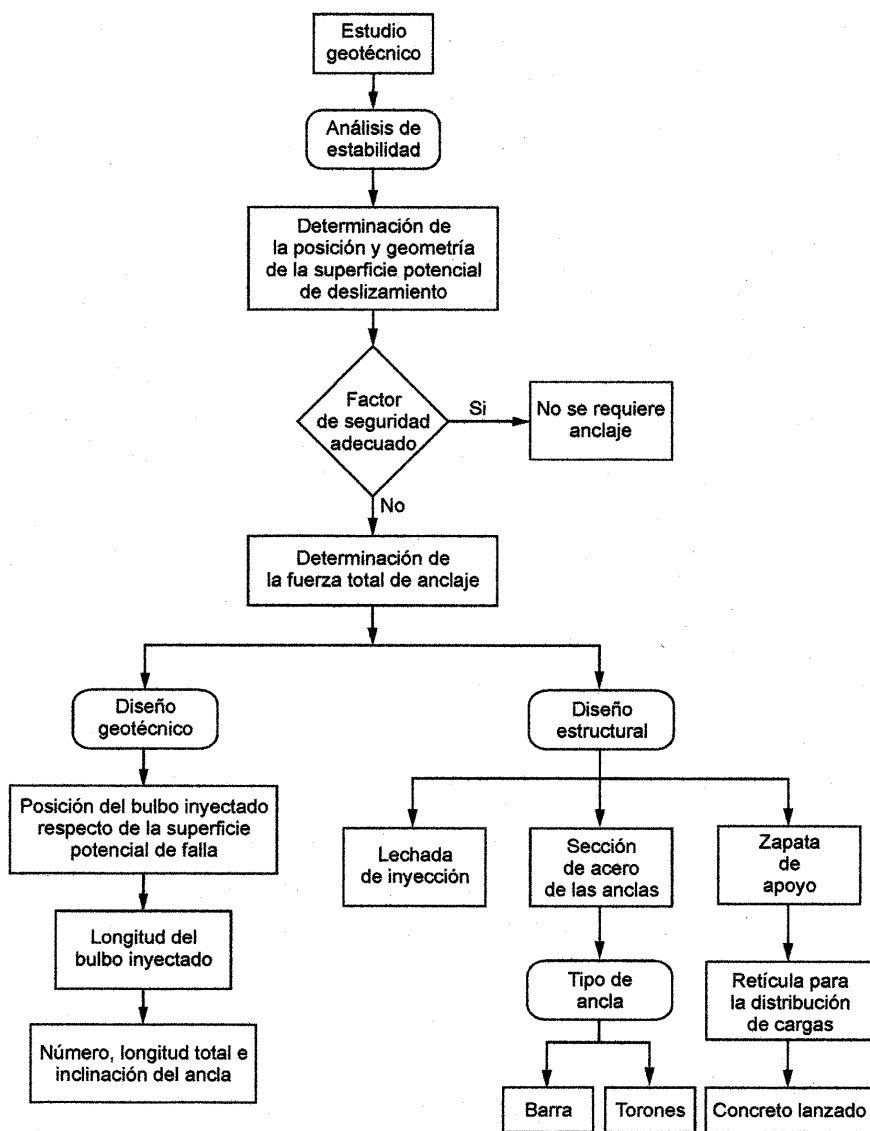 Estudio
geotécnico
Análisis de
estabilidad
Determinación de
la posición y geometría
de la superficie potencial
de deslizamiento
Factor
de seguridad
adecuado
Si
No se requiere
anclaje
No
Determinación de
la fuerza total de anclaje
Diseño
geotécnico
Posición del bulbo inyectado
respecto de la superficie
potencial de falla
Longitud del
bulbo inyectado
Número, longitud total e
inclinación del ancla
Diseño
estructural
Lechada
de inyección
Sección
de acero
de las anclas
Tipo de
ancla
Barra
Torones
Zapata
de
apoyo
Retícula para
la distribución
de cargas
Concreto lanzado